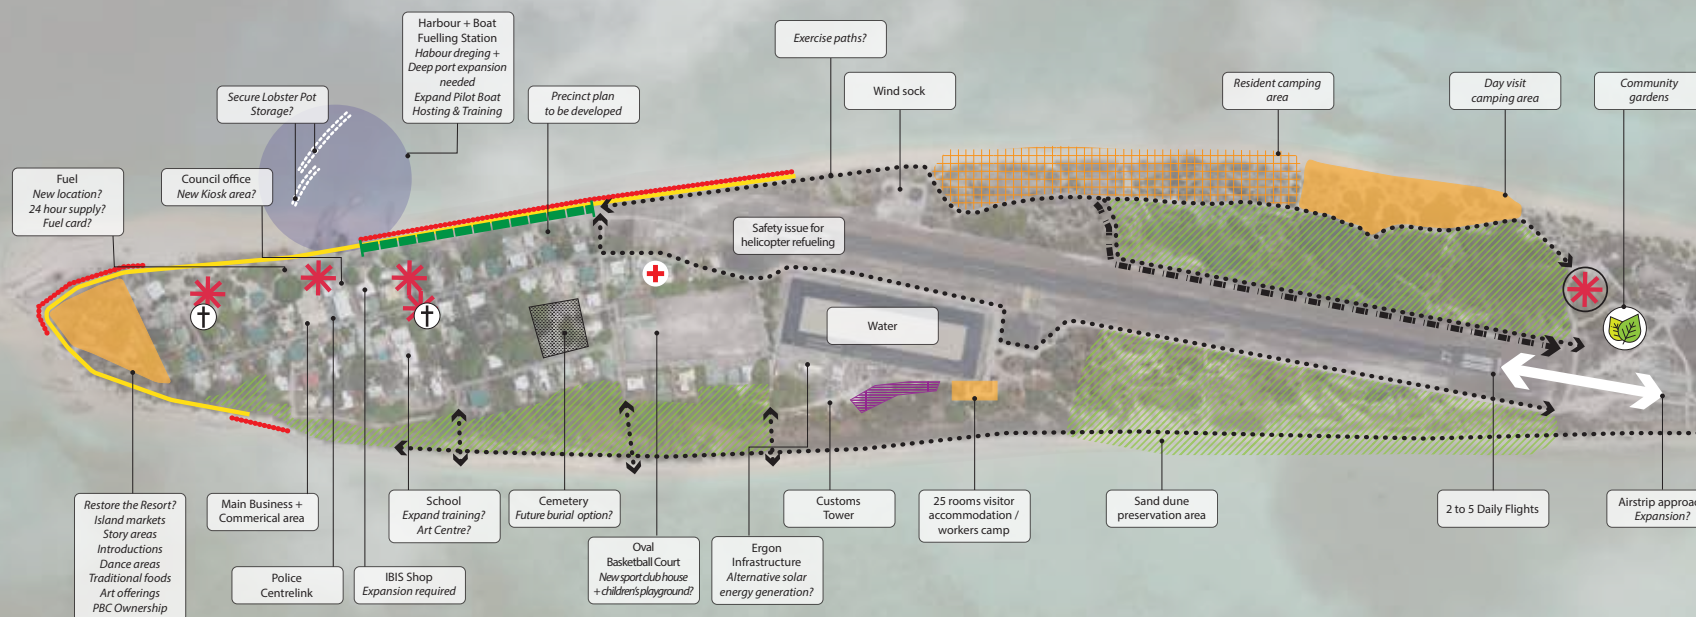 Harbour + Boat
Fuelling Station
Habour dreging +
Deep port expansion
needed
Expand Pilot Boat
Hosting & Training
Exercise paths?
Secure Lobster Pot
Storage?
Precinct plan
to be developed
Wind sock
Resident camping
area
Day visit
camping area
Community
gardens
Fuel
New location?
24 hour supply?
Fuel card?
Council office
New Kiosk area?
Safety issue for
helicopter refueling
Water
Restore the Resort?
Island markets
Story areas
Introductions
Dance areas
Traditional foods
Art offerings
PBC Ownership
Main Business +
Commerical area
Police
Centrelink
IBIS Shop
Expansion required
School
Expand training?
Art Centre?
Cemetery
Future burial option?
Oval
Basketball Court
New sport club house
+ children's playground?
Ergon
Infrastructure
Alternative solar
energy generation?
Customs
Tower
25 rooms visitor
accommodation /
workers camp
Sand dune
preservation area
2 to 5 Daily Flights
Airstrip approac
Expansion?